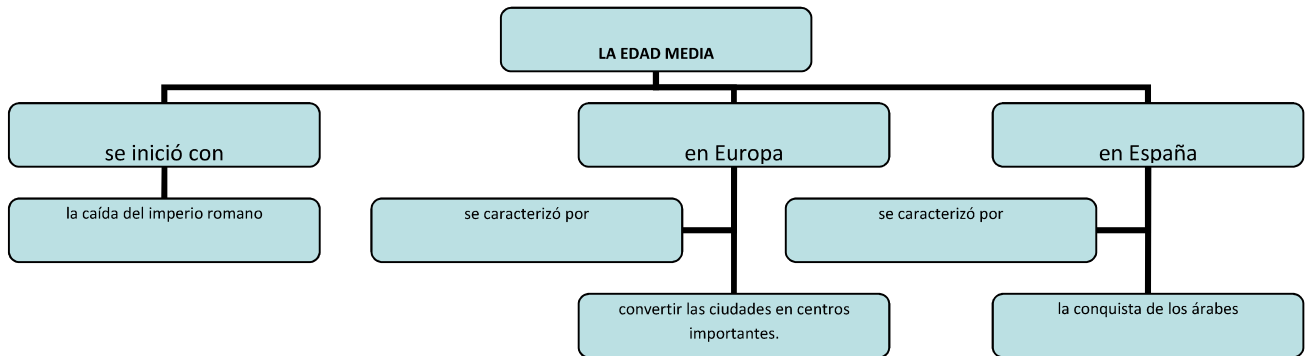 LA EDAD MEDIA
se inició con
en Europa
en España
la caída del imperio romano
se caracterizó por
se caracterizó por
convertir las ciudades en centros
importantes.
la conquista de los árabes